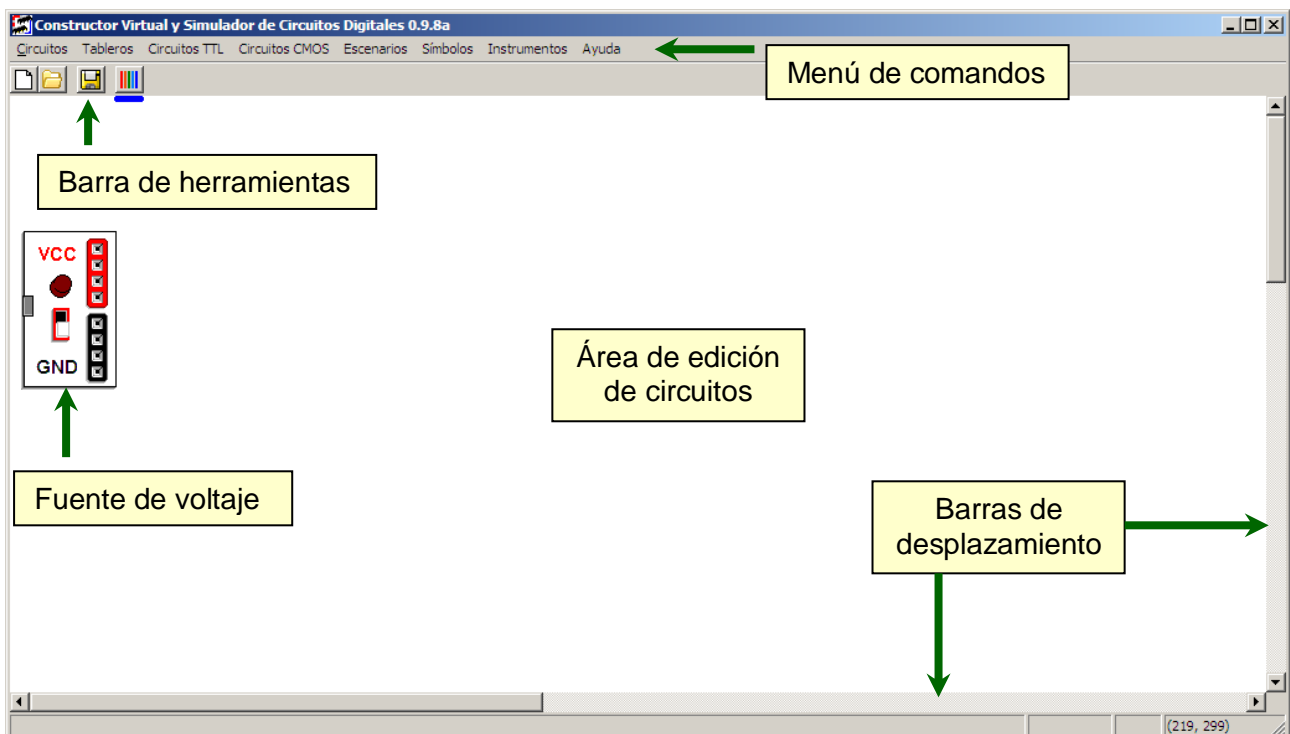 Constructor Virtual y Simulador de Circuitos Digitales 0.9.8a
Circuitos Tableros Circuitos TTL Circuitos CMOS Escenarios Símbolos Instrumentos Ayuda
Menú de comandos
Barra de herramientas
VCC
GND
Área de edición
de circuitos
Fuente de voltaje
Barras de
desplazamiento
(219, 299)